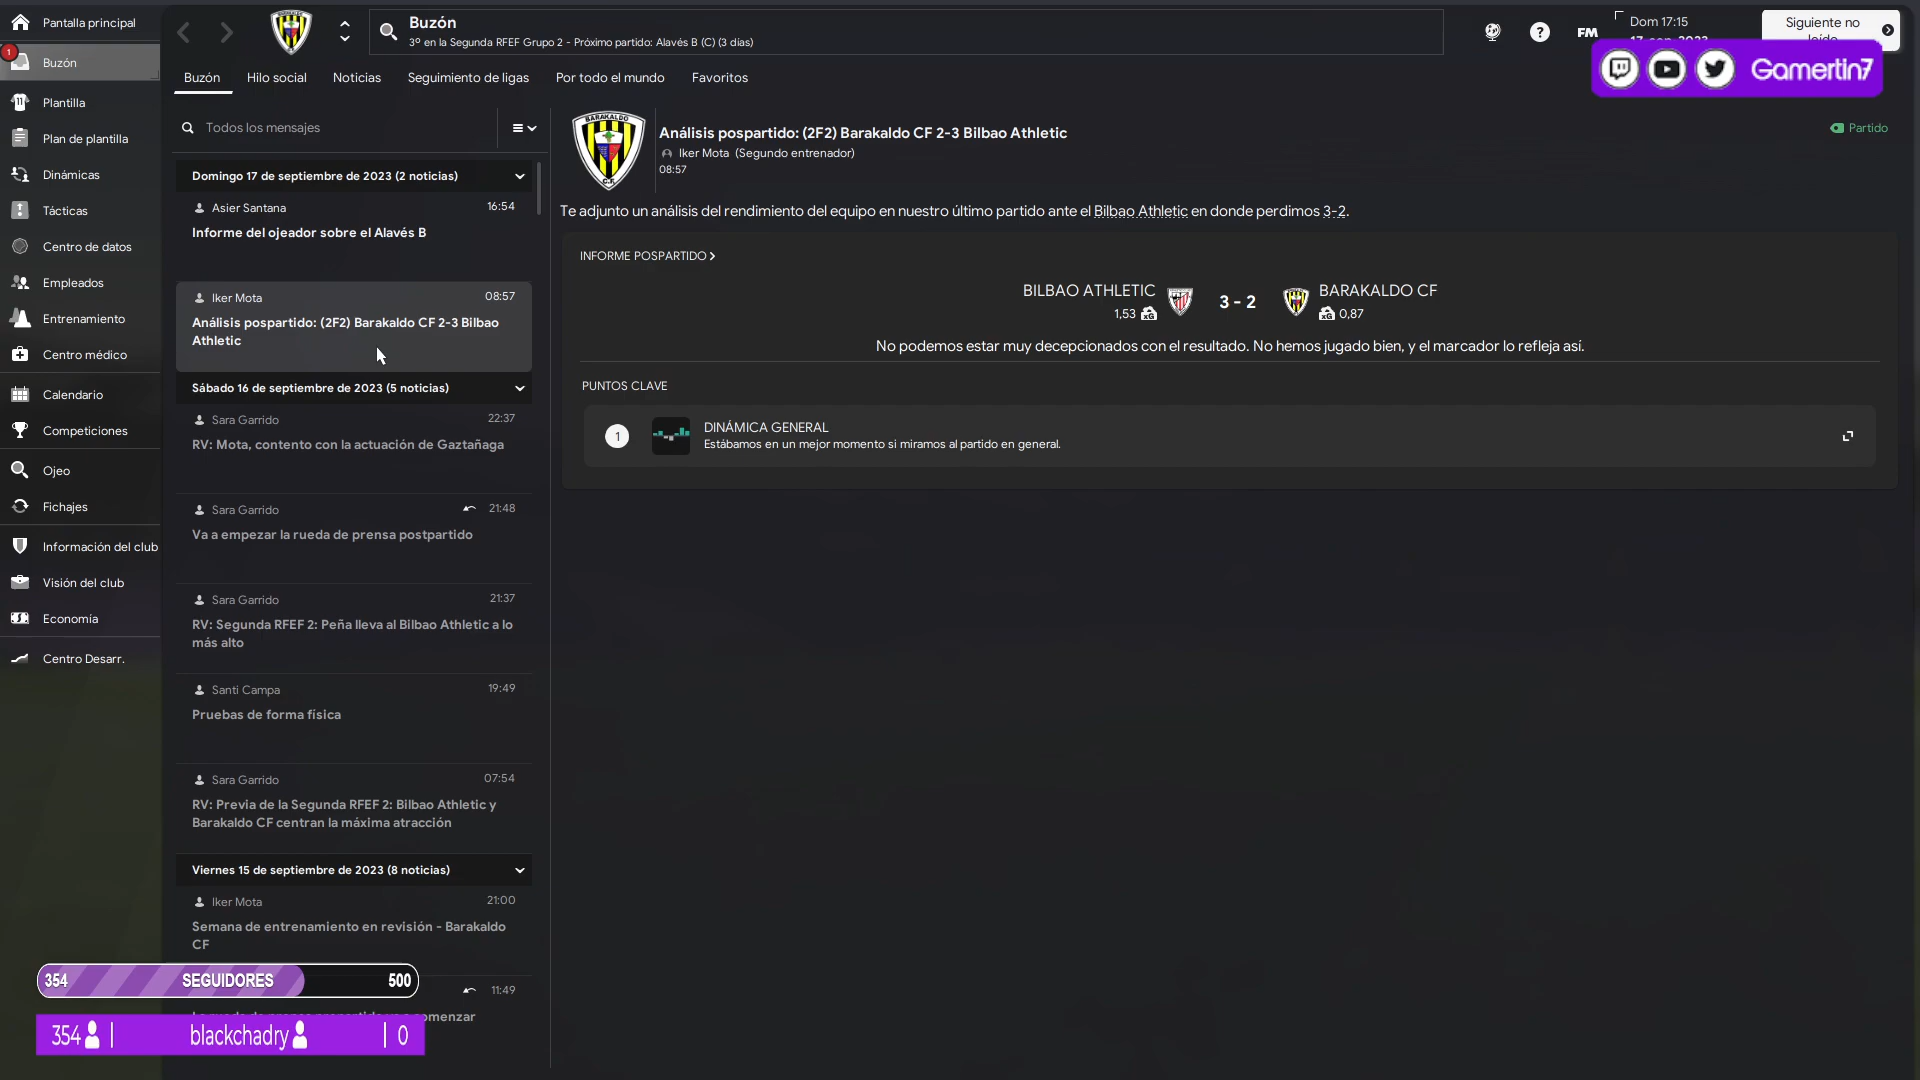 Pantalla principal
1
Buzón
Plantilla
Plan de plantilla
Dinámicas
Tácticas
Centro de datos
Empleados
Entrenamiento
Centro médico
Calendario
Competiciones
Ojeo
Fichajes
Información del club
Visión del club
Economía
Centro Desarr.
Buzón
3º en la Segunda RFEF Grupo 2 - Próximo partido: Alavés B (C) (3 días)
?
FM
Dom 17:15
17 sep. 2023
Siguiente no
leído
Gamertin7
Buzón
Hilo social
Noticias
Seguimiento de ligas
Por todo el mundo
Favoritos
Todos los mensajes
Domingo 17 de septiembre de 2023 (2 noticias)
Asier Santana
16:54
Informe del ojeador sobre el Alavés B
Iker Mota
08:57
Análisis pospartido: (2F2) Barakaldo CF 2-3 Bilbao
Athletic
Sábado 16 de septiembre de 2023 (5 noticias)
Sara Garrido
22:37
RV: Mota, contento con la actuación de Gaztañaga
Sara Garrido
21:48
Va a empezar la rueda de prensa postpartido
Sara Garrido
21:37
RV: Segunda RFEF 2: Peña lleva al Bilbao Athletic a lo
más alto
Santi Campa
19:49
Pruebas de forma física
Sara Garrido
07:54
RV: Previa de la Segunda RFEF 2: Bilbao Athletic y
Barakaldo CF centran la máxima atracción
Viernes 15 de septiembre de 2023 (8 noticias)
Iker Mota
21:00
Semana de entrenamiento en revisión - Barakaldo
CF
11:49
354
SEGUIDORES
500
354
blackchadry
0
BARAKALDO
C.F.
Análisis pospartido: (2F2) Barakaldo CF 2-3 Bilbao Athletic
Iker Mota (Segundo entrenador)
08:57
Partido
Te adjunto un análisis del rendimiento del equipo en nuestro último partido ante el Bilbao Athletic en donde perdimos 3-2.
INFORME POSPARTIDO
BILBAO ATHLETIC
1,53
xG
3 - 2
BARAKALDO CF
xG
0,87
No podemos estar muy decepcionados con el resultado. No hemos jugado bien, y el marcador lo refleja así.
PUNTOS CLAVE
1
DINÁMICA GENERAL
Estábamos en un mejor momento si miramos al partido en general.